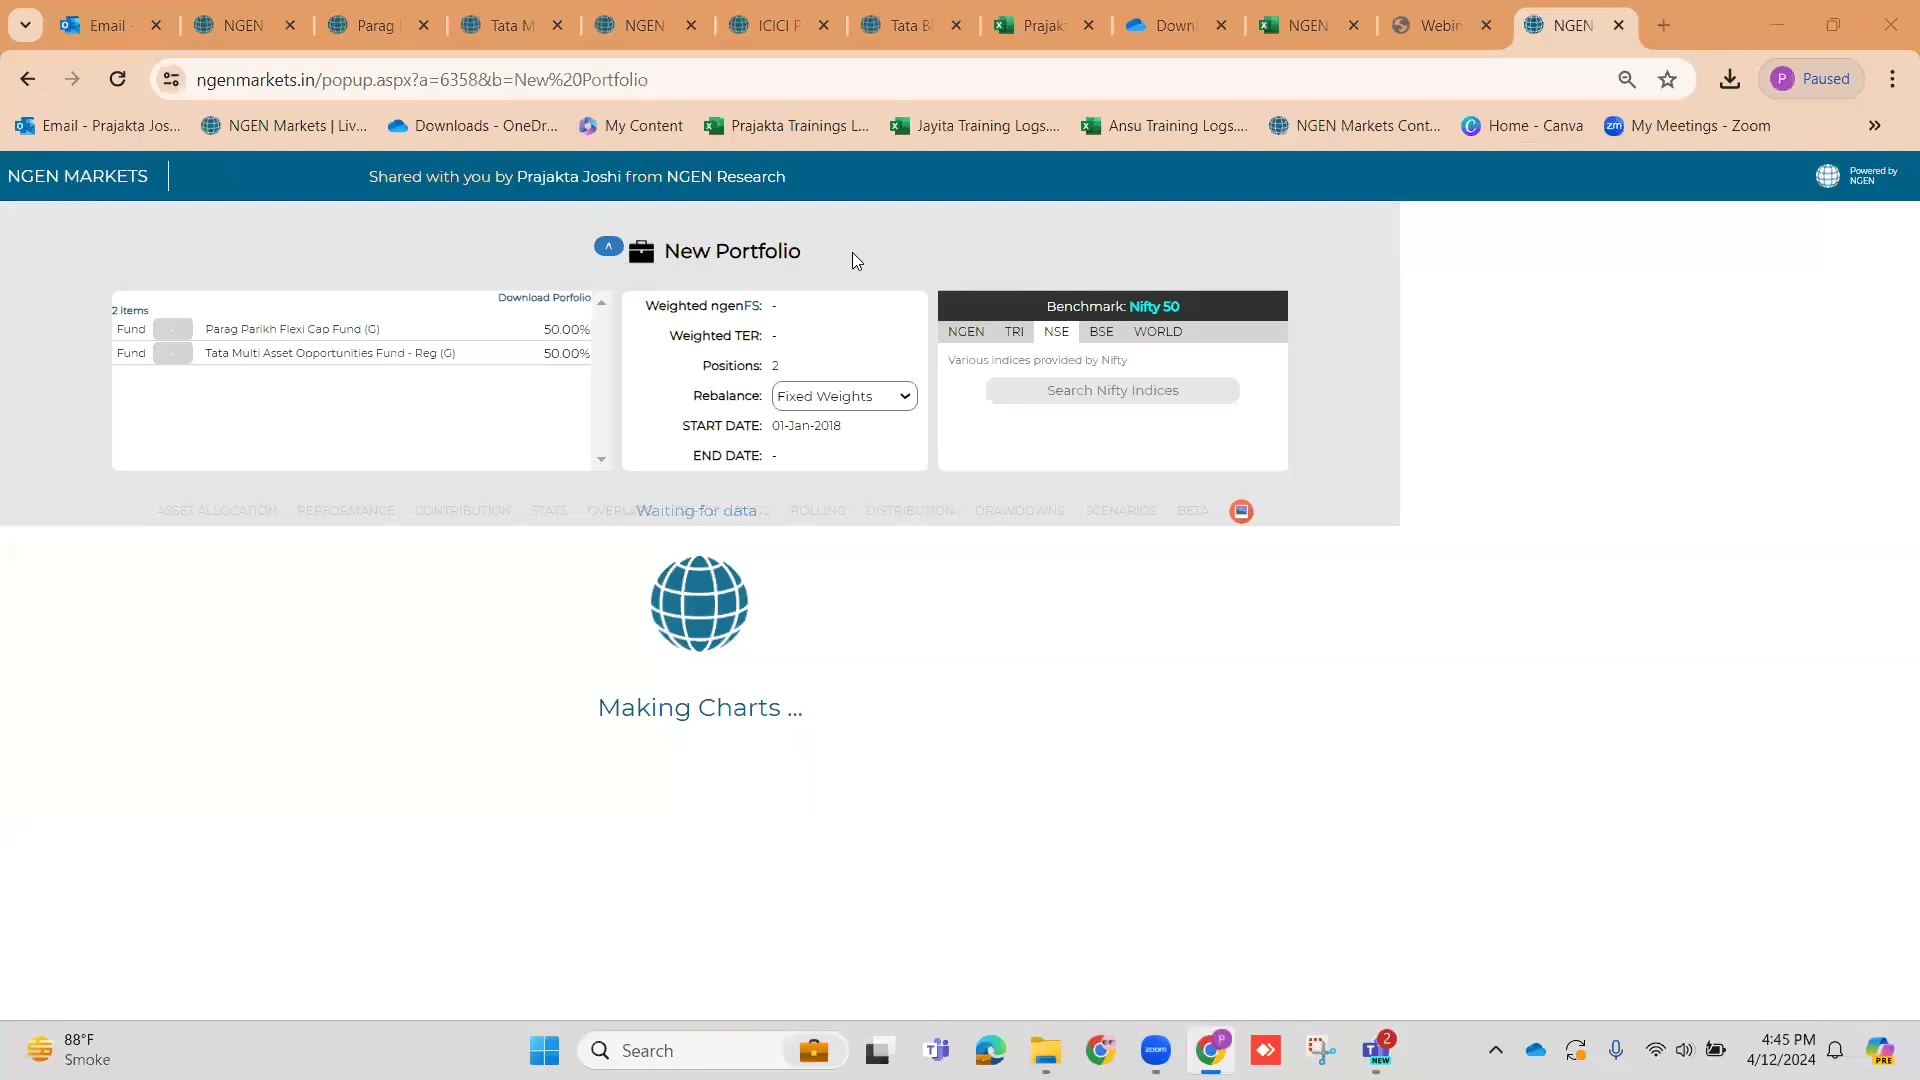 Email
NGEN
Parag
Tata M
NGEN
ICICI P
Tata B
Prajak
Down
NGEN
Webin
NGEN
ngenmarkets.in/popup.aspx?a=6358&b=New%20Portfolio
P
Paused
Email - Prajakta Jos...
NGEN Markets | Liv...
Downloads - OneDr...
My Content
Prajakta Trainings L...
Jayita Training Logs....
Ansu Training Logs....
NGEN Markets Cont...
Home - Canva
My Meetings - Zoom
NGEN MARKETS
Shared with you by Prajakta Joshi from NGEN Research
Powered by
NGEN
New Portfolio
Download Porfolio
2 items
Fund - Parag Parikh Flexi Cap Fund (G) 50.00%
Fund - Tata Multi Asset Opportunities Fund - Reg (G) 50.00%
Weighted ngenFS: -
Weighted TER: -
Positions: 2
Rebalance: Fixed Weights
START DATE: 01-Jan-2018
END DATE: -
Benchmark: Nifty 50
NGEN TRI NSE BSE WORLD
Various indices provided by Nifty
Search Nifty Indices
ASSET ALLOCATION PERFORMANCE CONTRIBUTION STATS Waiting for data ROLLING DISTRIBUTION DRAWDOWNS SCENARIOS BETA
Making Charts ...
88°F
Smoke
Search
zoom
2
NEW
4:45 PM
4/12/2024
PRE